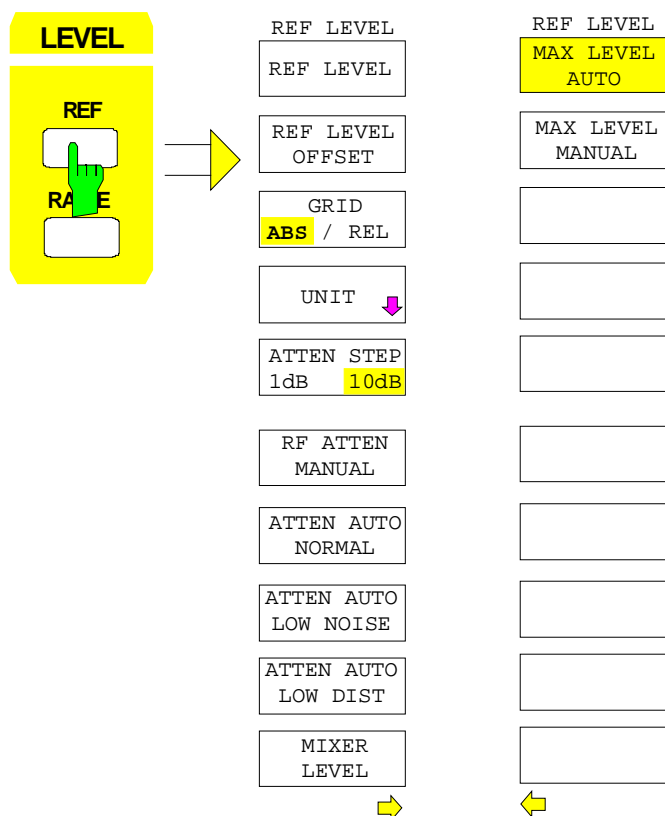 LEVEL
REF
REF LEVEL
REF LEVEL
REF LEVEL
OFFSET
GRID
ABS / REL
UNIT
ATTEN STEP
1dB 10dB
RF ATTEN
MANUAL
ATTEN AUTO
NORMAL
ATTEN AUTO
LOW NOISE
ATTEN AUTO
LOW DIST
MIXER
LEVEL
REF LEVEL
MAX LEVEL
AUTO
MAX LEVEL
MANUAL